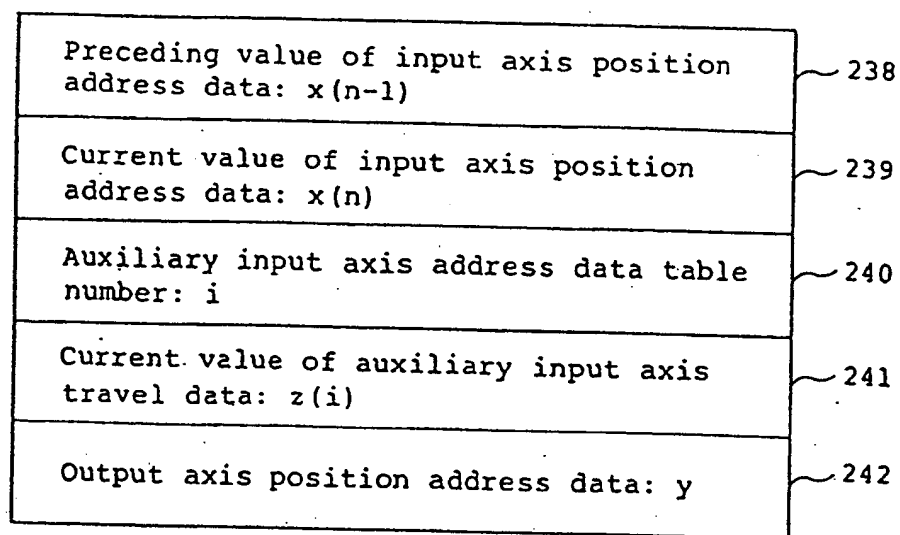 Preceding value of input axis position
address data: x(n-1)
238
Current value of input axis position
address data: x(n)
239
Auxiliary input axis address data table
number: i
240
Current value of auxiliary input axis
travel data: z(i)
241
Output axis position address data: y
242